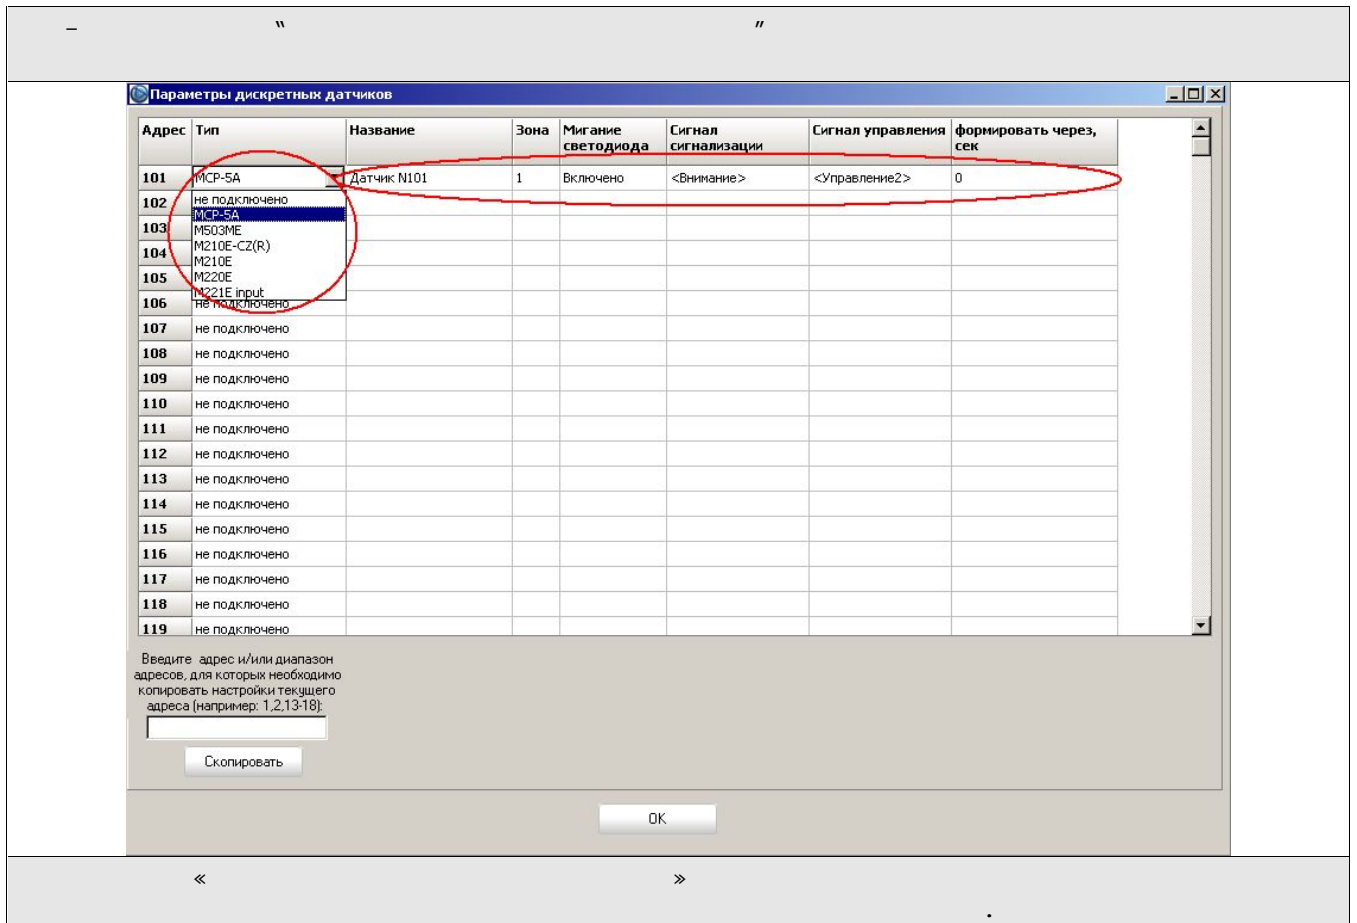 – “ ”
Параметры дискретных датчиков
Адрес Тип Название Зона Мигание светодиода Сигнал сигнализации Сигнал управления формировать через, сек
101 MCP-5A Датчик N101 1 Включено <Внимание> <Управление2> 0
102 не подключено
MCP-5A
103 M503ME
104 M210E-CZ(R)
M210E
105 M220E
M221E input
106 не подключено
107 не подключено
108 не подключено
109 не подключено
110 не подключено
111 не подключено
112 не подключено
113 не подключено
114 не подключено
115 не подключено
116 не подключено
117 не подключено
118 не подключено
119 не подключено
Введите адрес и/или диапазон
адресов, для которых необходимо
копировать настройки текущего
адреса (например: 1,2,13-18):
Скопировать
OK
« »
.